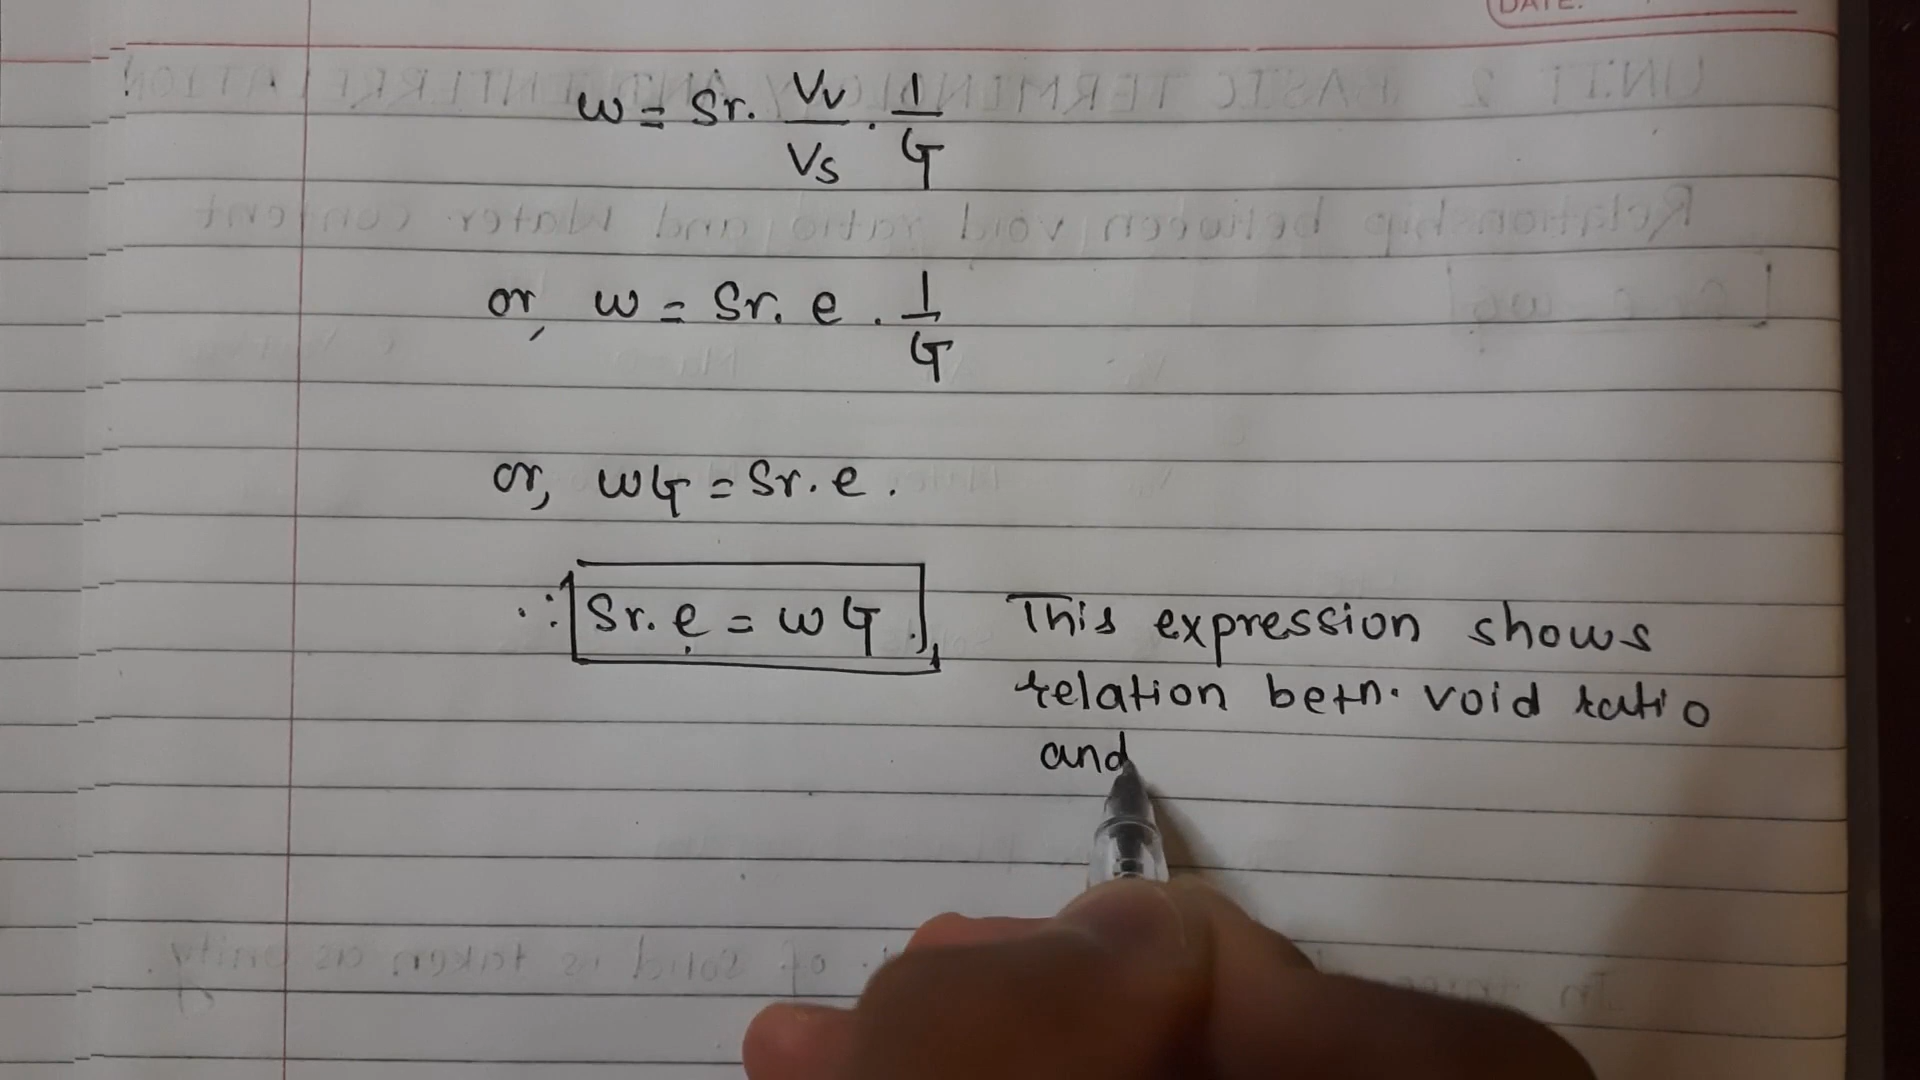 DATE:
w = Sr. Vv/Vs . 1/G
or, w = Sr. e . 1/G
or, wG = Sr. e.
∴ Sr. e = wG.
This expression shows
relation betn. void ratio
and